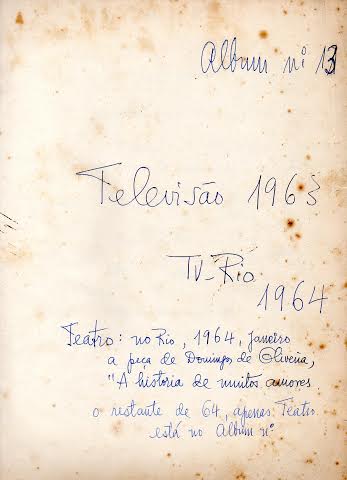 Album nº 13
Televisão 1963
TV-Rio
1964
Teatro: no Rio, 1964, Janeiro
a peça de Domingos de Oliveira,
"A historia de muitos amores
o restante de 64, apenas Teatro
está no Album nº